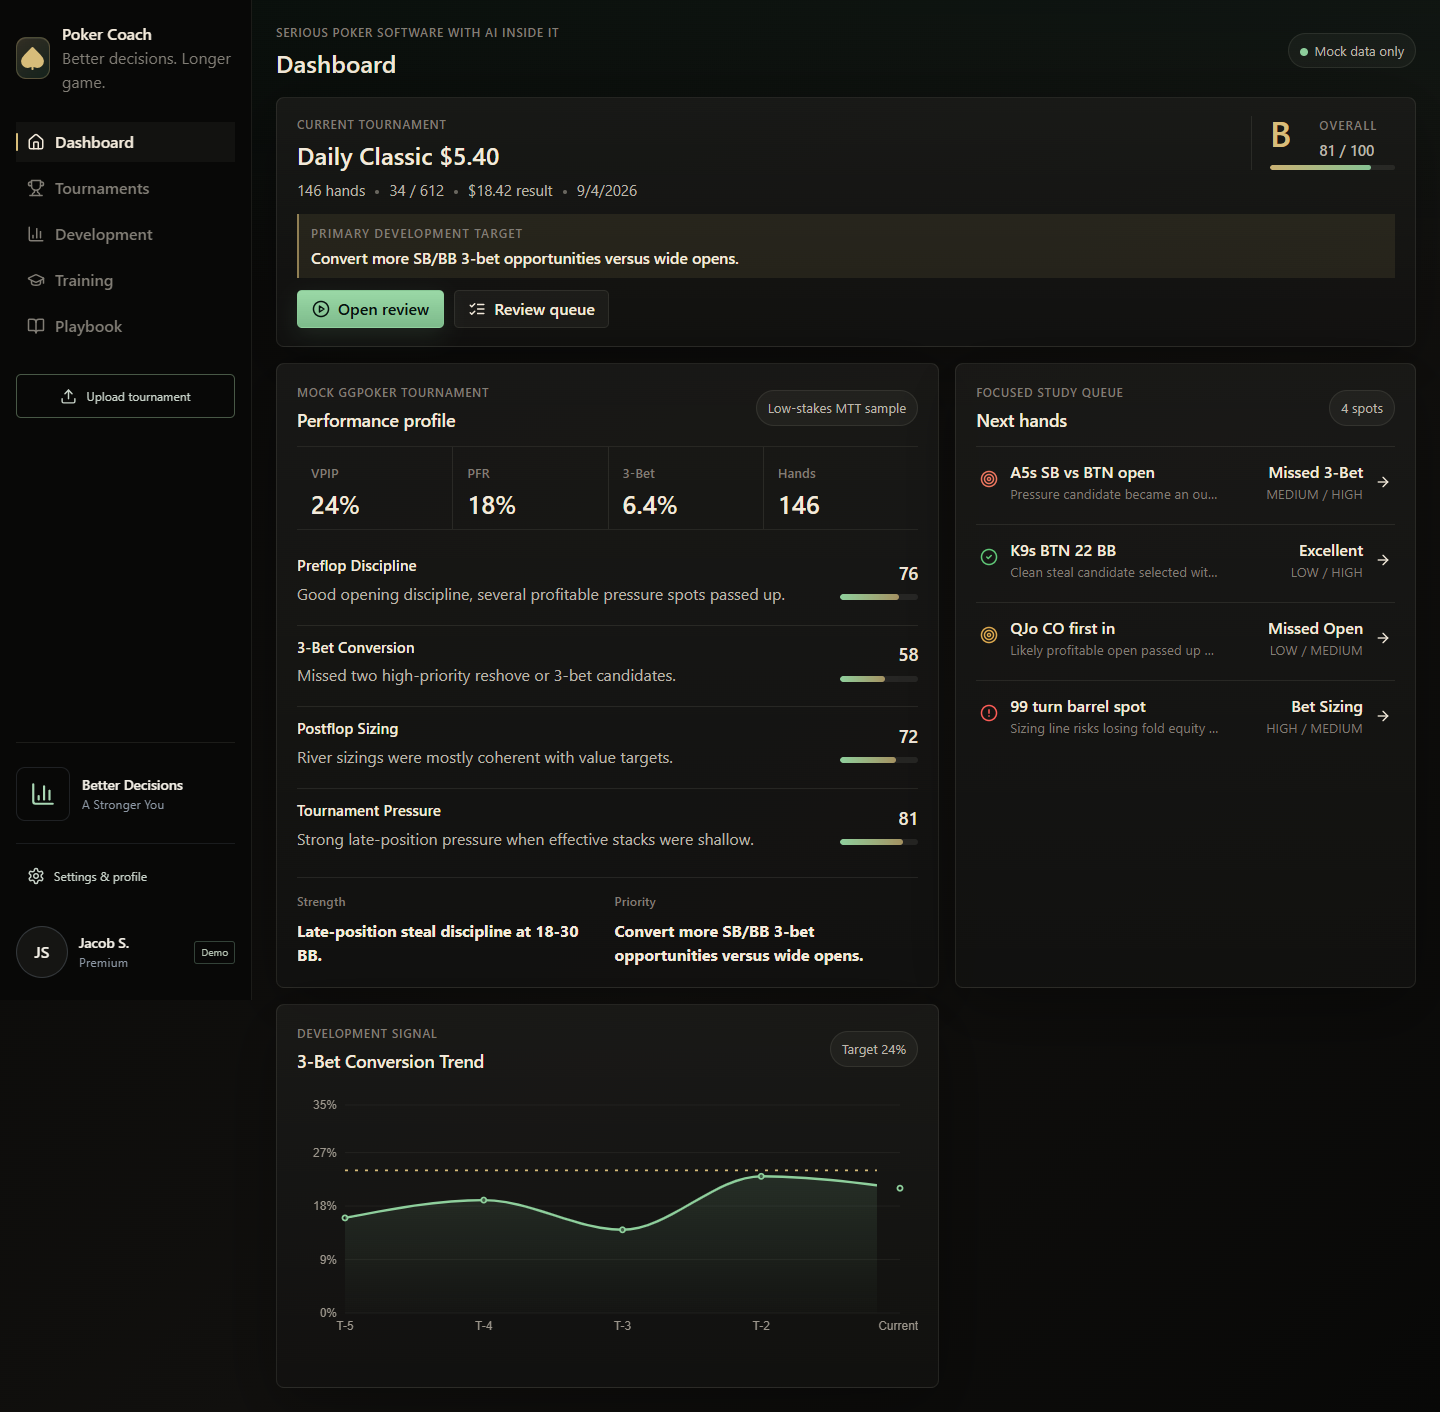 Poker Coach
Better decisions. Longer
game.
Dashboard
Tournaments
Development
Training
Playbook
Upload tournament
Better Decisions
A Stronger You
Settings & profile
JS
Jacob S.
Premium
Demo
SERIOUS POKER SOFTWARE WITH AI INSIDE IT
Dashboard
Mock data only
CURRENT TOURNAMENT
Daily Classic $5.40
146 hands • 34 / 612 • $18.42 result • 9/4/2026
B
OVERALL
81 / 100
PRIMARY DEVELOPMENT TARGET
Convert more SB/BB 3-bet opportunities versus wide opens.
Open review
Review queue
MOCK GGPOKER TOURNAMENT
Performance profile
Low-stakes MTT sample
VPIP
24%
PFR
18%
3-Bet
6.4%
Hands
146
Preflop Discipline
Good opening discipline, several profitable pressure spots passed up.
76
3-Bet Conversion
Missed two high-priority reshove or 3-bet candidates.
58
Postflop Sizing
River sizings were mostly coherent with value targets.
72
Tournament Pressure
Strong late-position pressure when effective stacks were shallow.
81
Strength
Late-position steal discipline at 18-30
BB.
Priority
Convert more SB/BB 3-bet
opportunities versus wide opens.
FOCUSED STUDY QUEUE
Next hands
4 spots
A5s SB vs BTN open
Pressure candidate became an ou...
Missed 3-Bet
MEDIUM / HIGH
K9s BTN 22 BB
Clean steal candidate selected wit...
Excellent
LOW / HIGH
QJo CO first in
Likely profitable open passed up ...
Missed Open
LOW / MEDIUM
99 turn barrel spot
Sizing line risks losing fold equity ...
Bet Sizing
HIGH / MEDIUM
DEVELOPMENT SIGNAL
3-Bet Conversion Trend
Target 24%
35%
27%
18%
9%
0%
T-5
T-4
T-3
T-2
Current